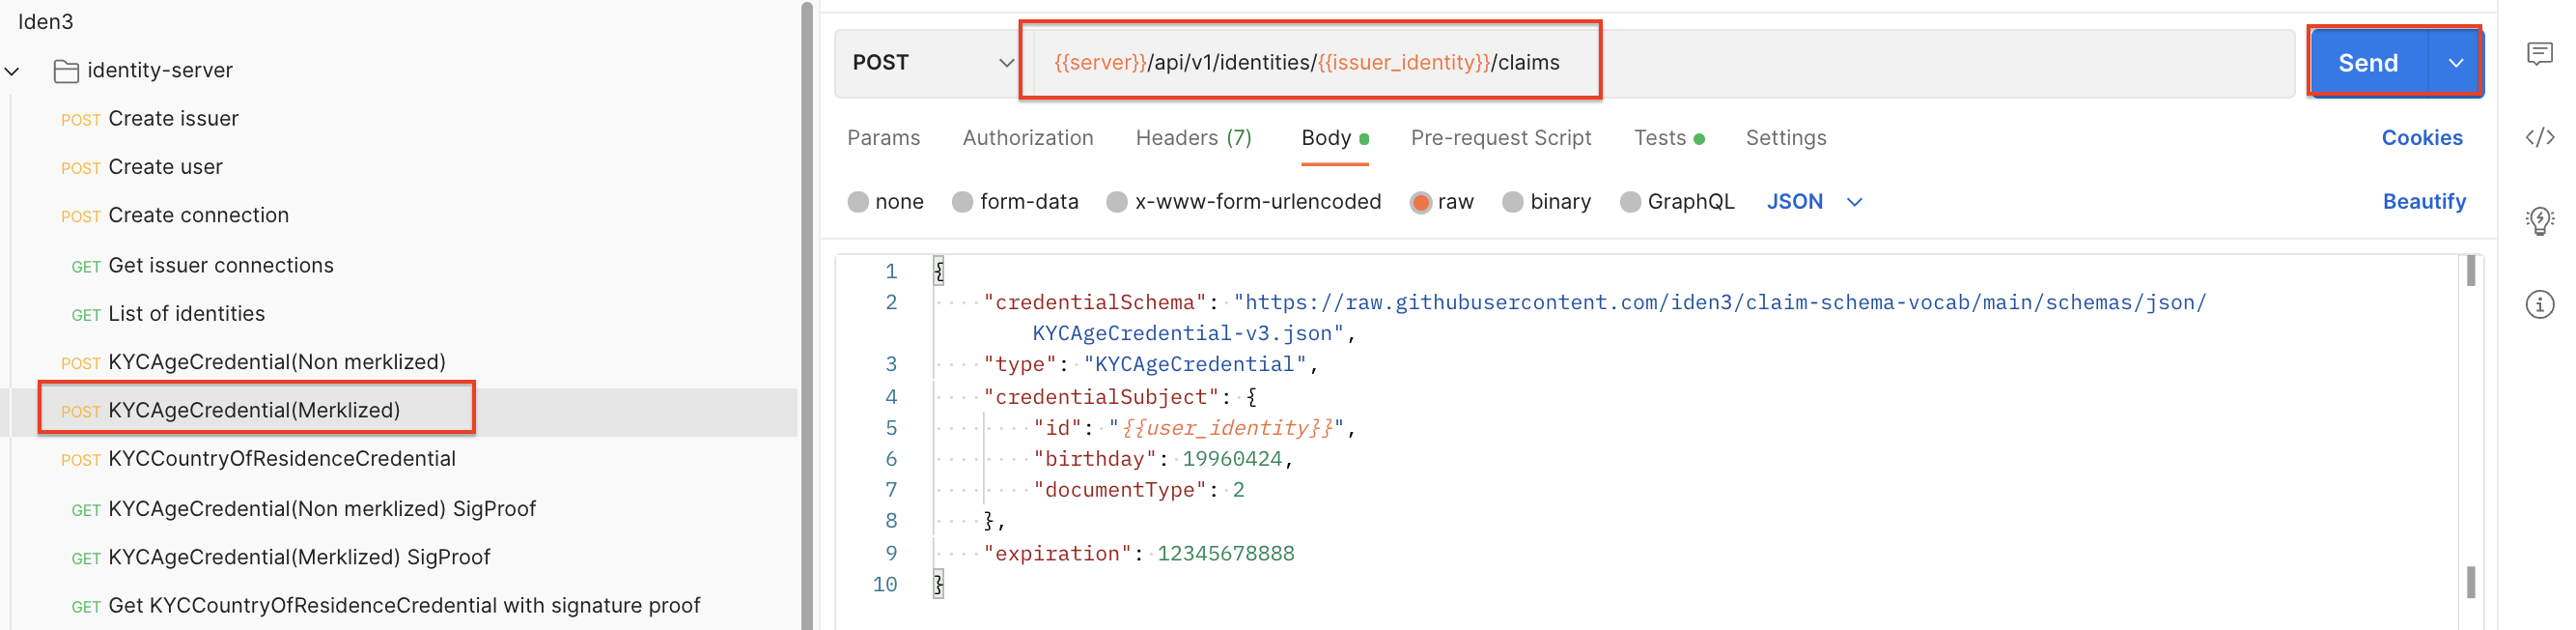 Iden3
identity-server
POST Create issuer
POST Create user
POST Create connection
GET Get issuer connections
GET List of identities
POST KYCAgeCredential(Non merklized)
POST KYCAgeCredential(Merklized)
POST KYCCountryOfResidenceCredential
GET KYCAgeCredential(Non merklized) SigProof
GET KYCAgeCredential(Merklized) SigProof
GET Get KYCCountryOfResidenceCredential with signature proof
POST {{server}}/api/v1/identities/{{issuer_identity}}/claims Send
Params Authorization Headers (7) Body Pre-request Script Tests Settings Cookies
none form-data x-www-form-urlencoded raw binary GraphQL JSON Beautify
1 {
2 "credentialSchema": "https://raw.githubusercontent.com/iden3/claim-schema-vocab/main/schemas/json/
KYCAgeCredential-v3.json",
3 "type": "KYCAgeCredential",
4 "credentialSubject": {
5 "id": "{{user_identity}}",
6 "birthday": 19960424,
7 "documentType": 2
8 },
9 "expiration": 12345678888
10 }